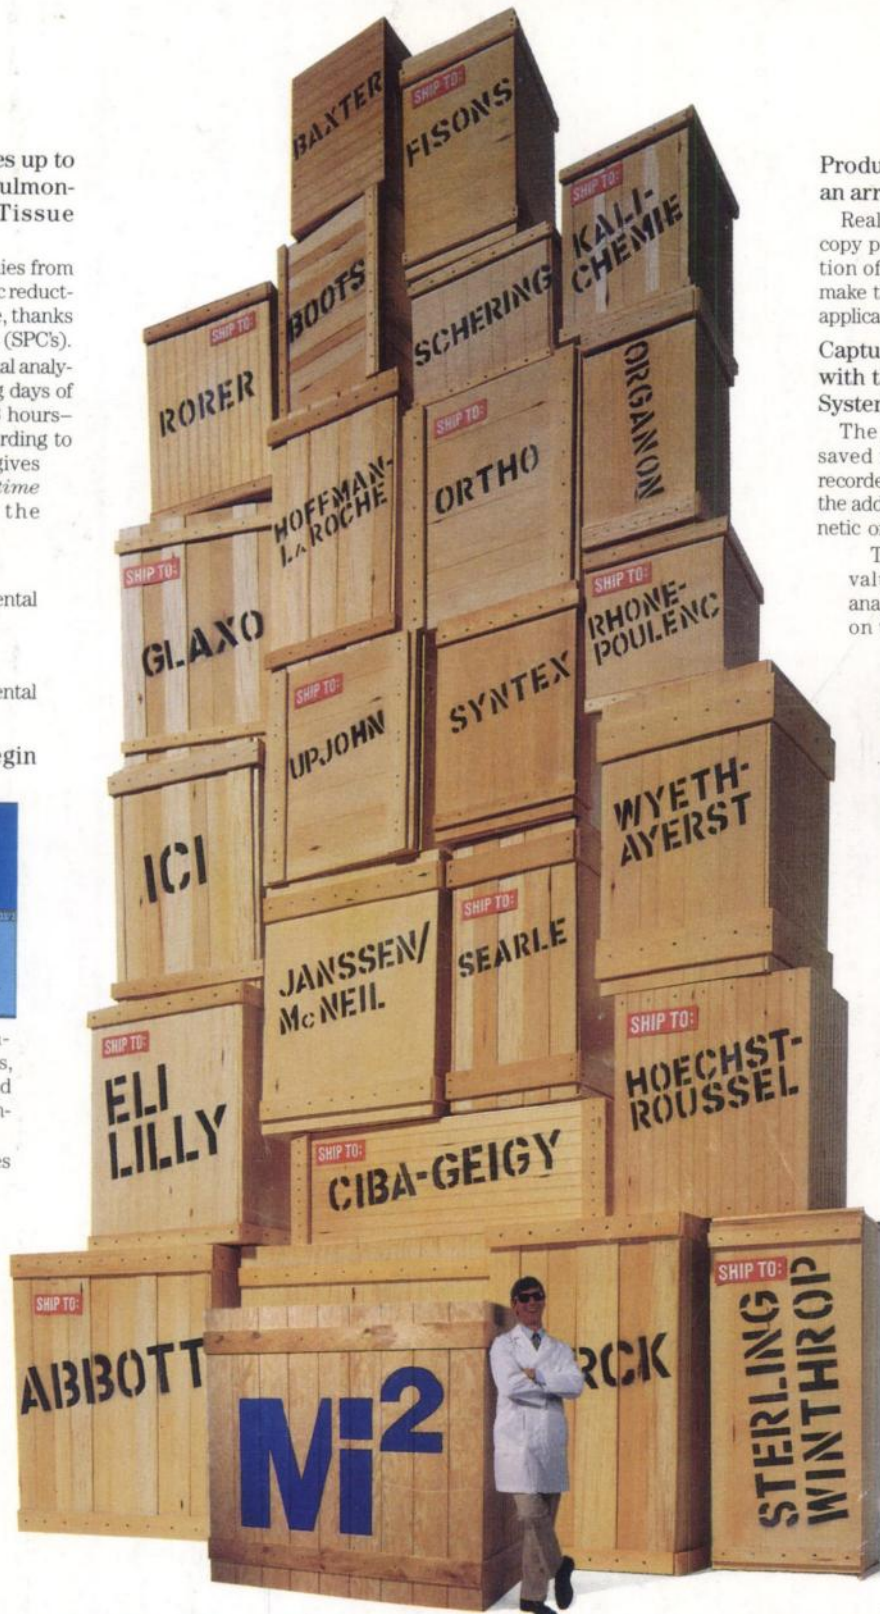 es up to
ulmon-
Tissue
ies from
c reduct-
e, thanks
(SPC's).
al analy-
g days of
hours–
rding to
gives
time
the
ental
ental
egin
s,
d
n-
es
BAXTER
SHIP TO:
FISONS
SHIP TO:
KALI-
CHEMIE
BOOTS
SCHERING
SHIP TO:
RORER
HOFFMAN-
LAROCHE
SHIP TO:
ORTHO
ORGANON
SHIP TO:
GLAXO
SHIP TO:
RHONE-
POULENC
SHIP TO:
UPJOHN
SYNTEX
WYETH-
AYERST
ICI
JANSSEN/
McNEIL
SHIP TO:
SEARLE
SHIP TO:
ELI
LILLY
SHIP TO:
HOECHST-
ROUSSEL
SHIP TO:
CIBA-GEIGY
SHIP TO:
ABBOTT
Mi²
RCK
SHIP TO:
STERLING
WINTHROP
Produ
an arr
Real
copy p
tion of
make t
applica
Captu
with t
System
The
saved
recorde
the add
netic o
T
valu
ana
on